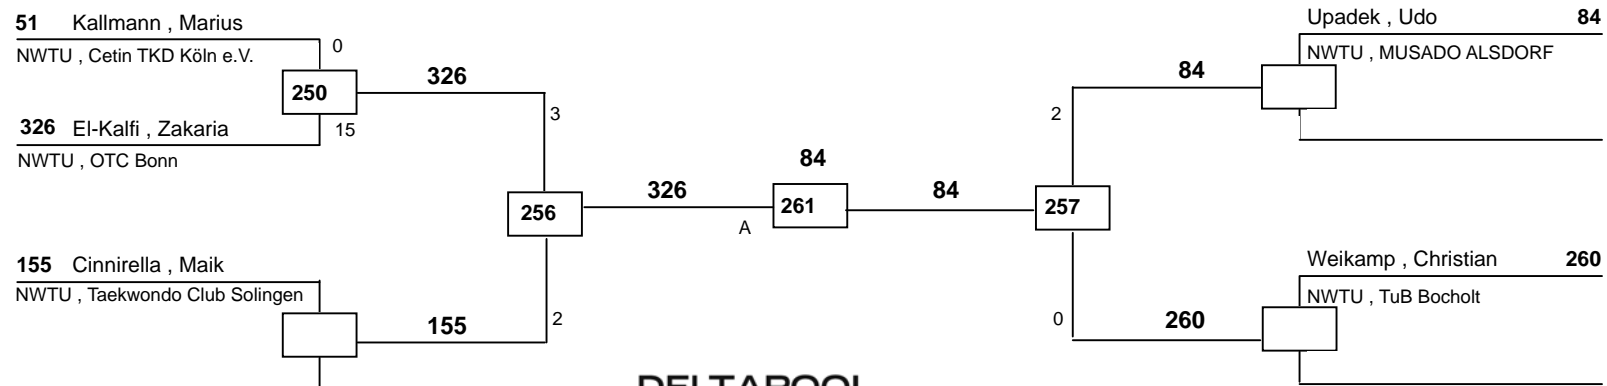 51 Kallmann , Marius
NWTU , Cetin TKD Köln e.V.
0
250
326
326 El-Kalfi , Zakaria
15
NWTU , OTC Bonn
3
256
326
155 Cinnirella , Maik
NWTU , Taekwondo Club Solingen
155
2
84
261
A
84
257
2
84
Upadek , Udo 84
NWTU , MUSADO ALSDORF
0
260
Weikamp , Christian 260
NWTU , TuB Bocholt